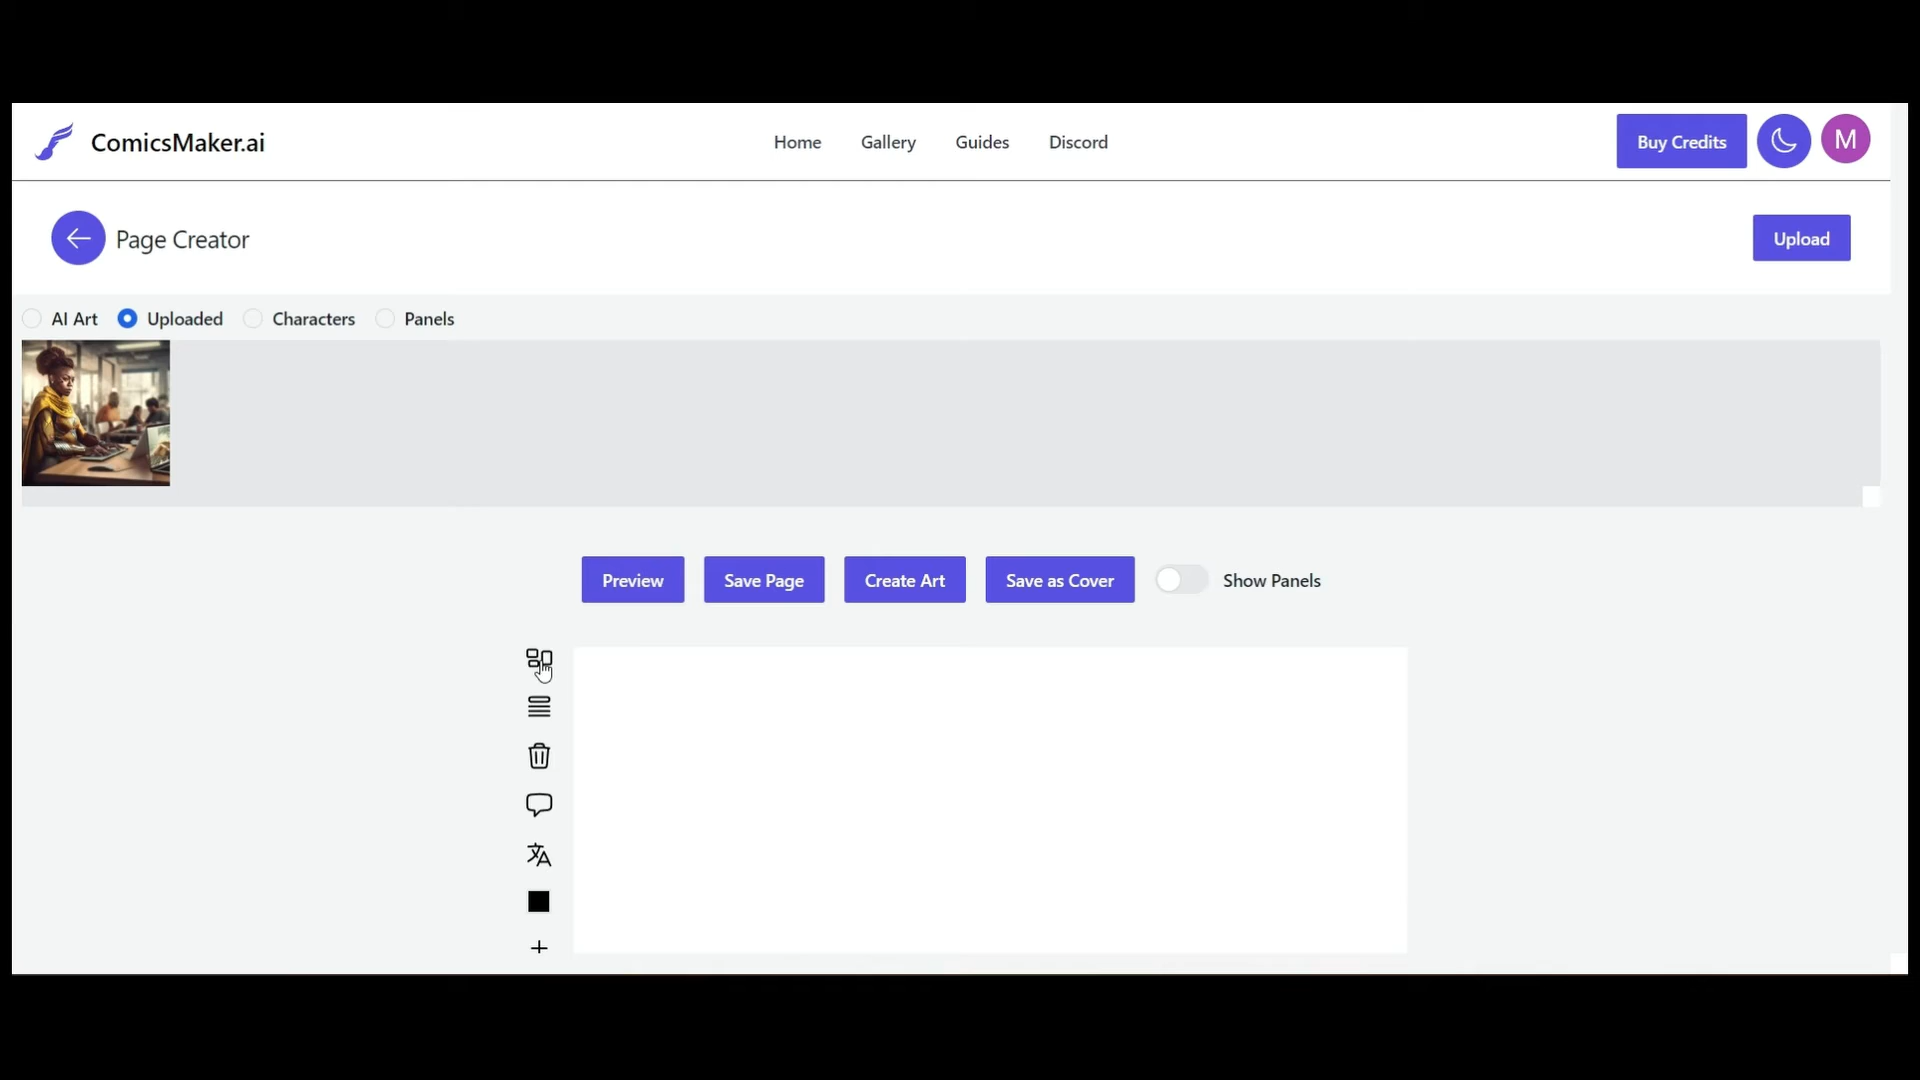 ComicsMaker.ai
Home Gallery Guides Discord
Buy Credits
M
Page Creator
Upload
AI Art Uploaded Characters Panels
Preview Save Page Create Art Save as Cover Show Panels